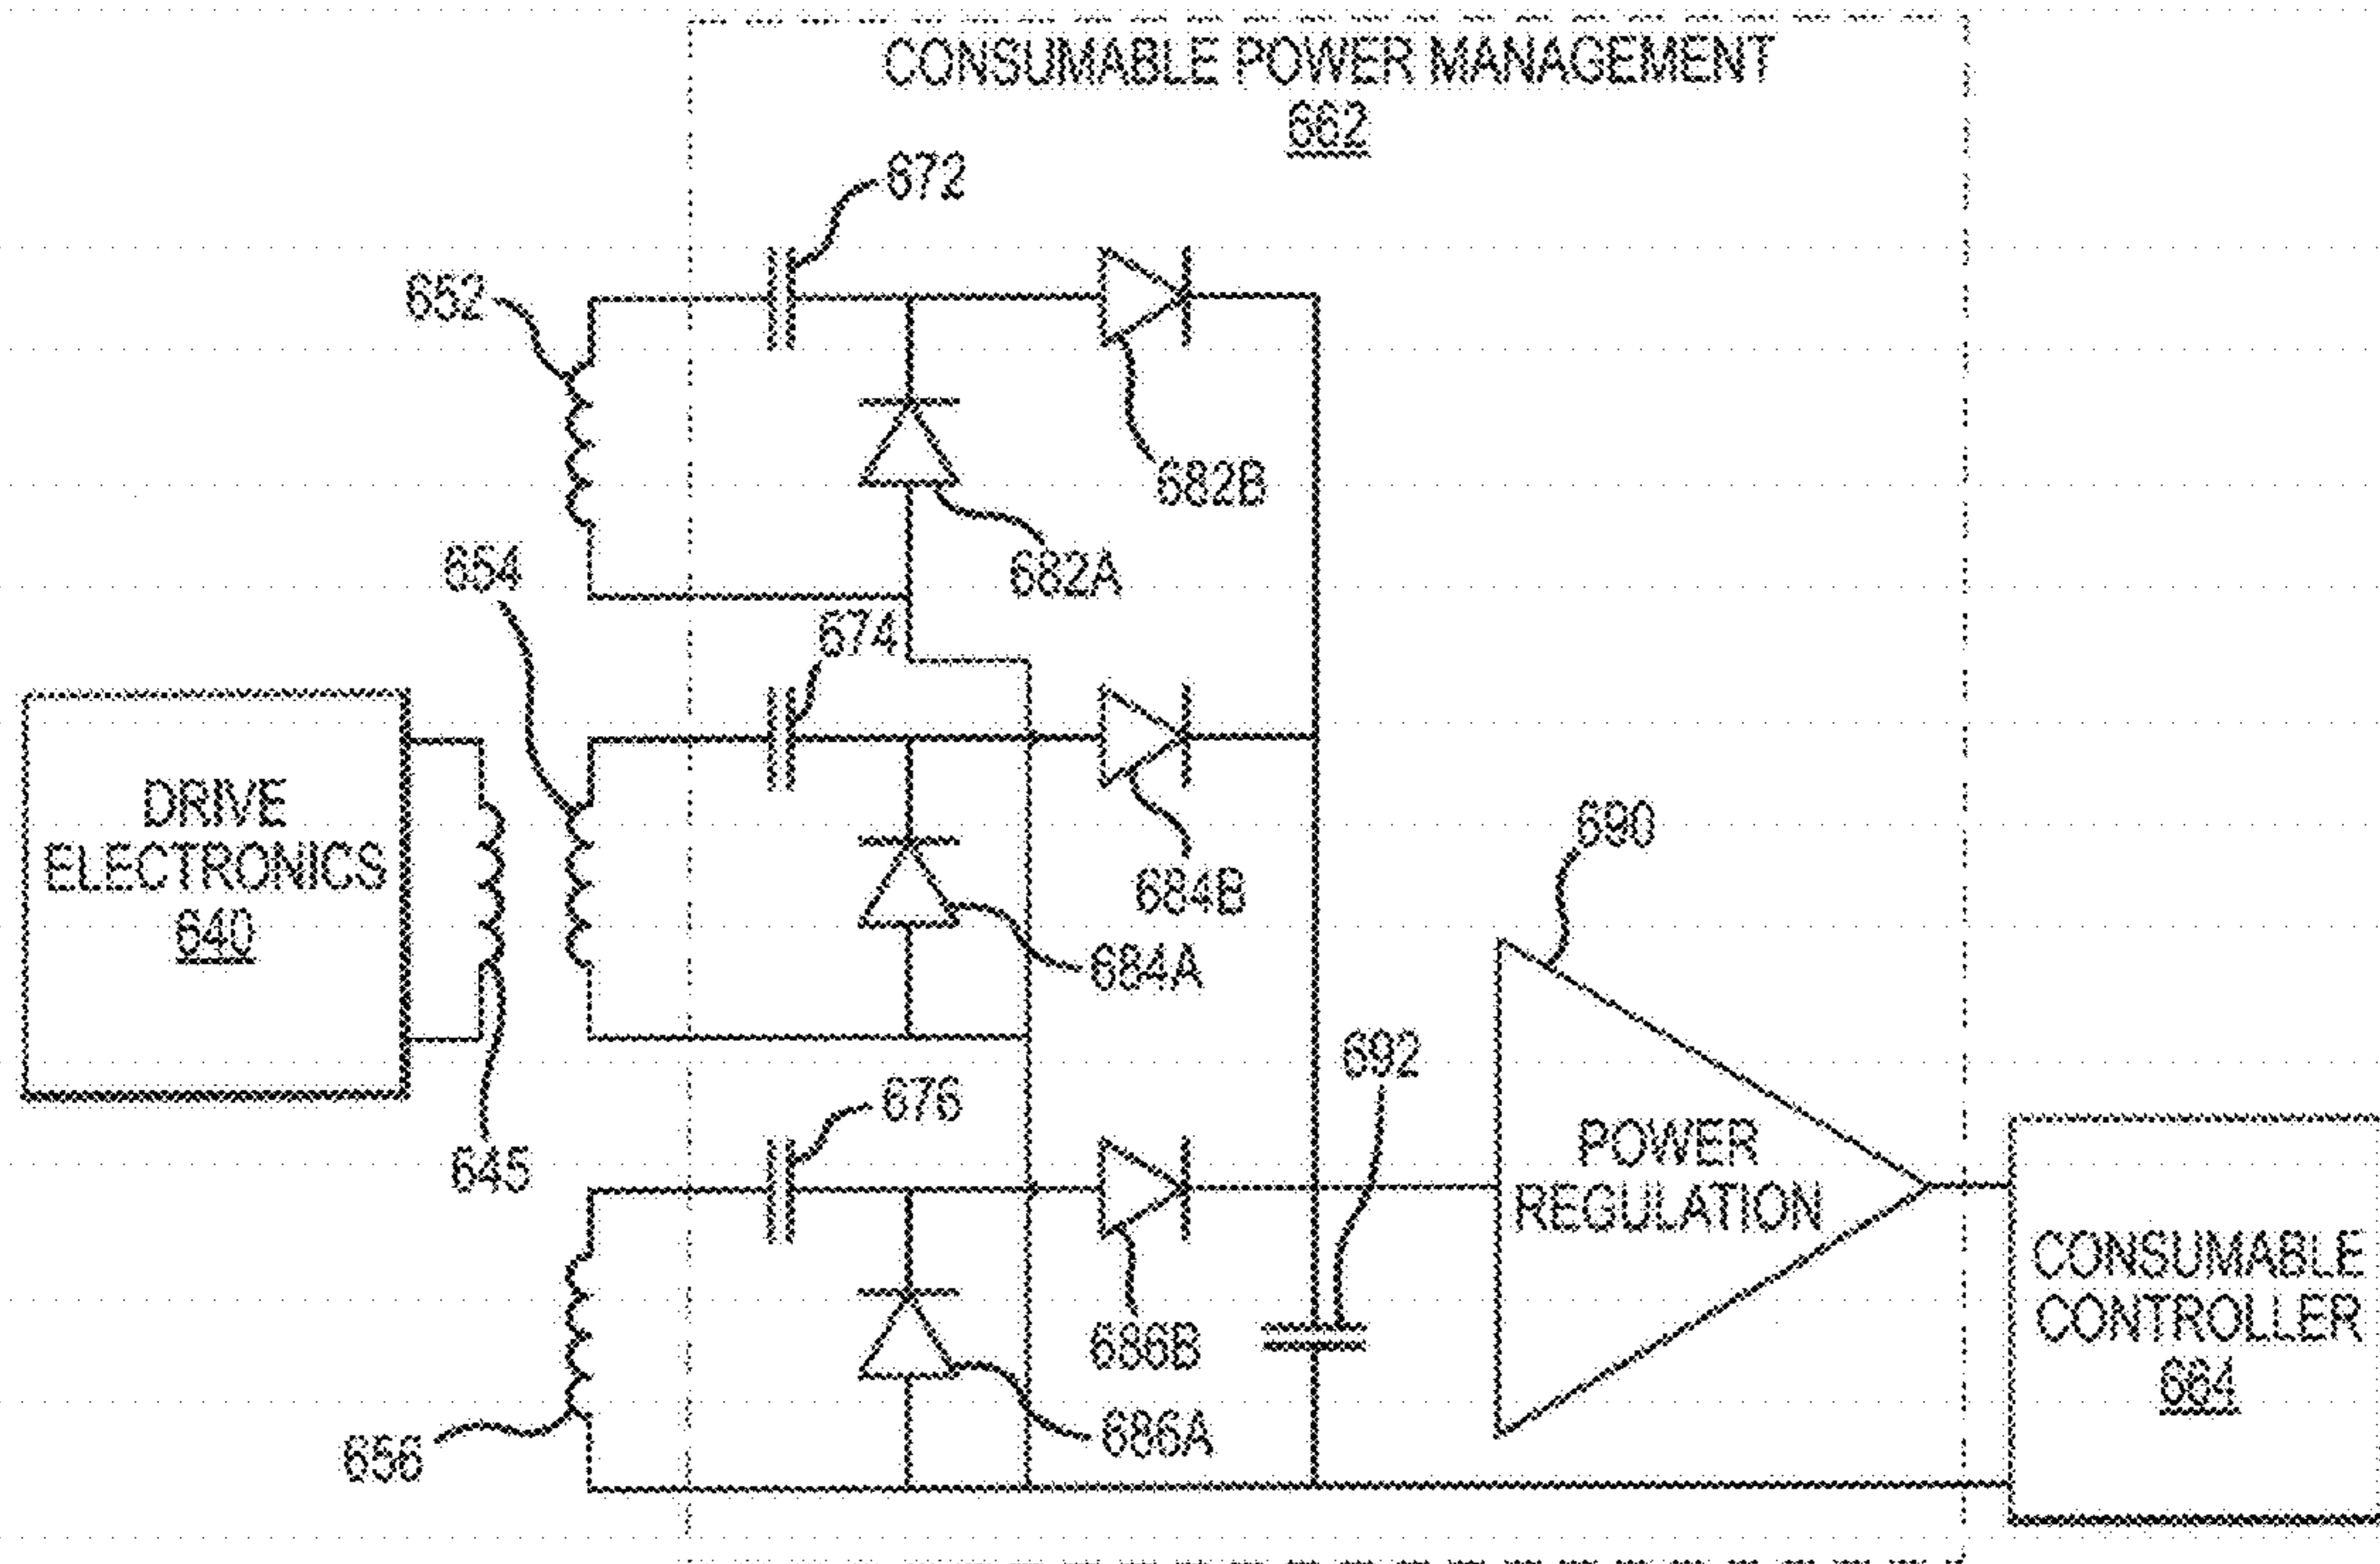 CONSUMABLE POWER MANAGEMENT
662
672
652
682B
682A
654
674
DRIVE
ELECTRONICS
640
690
684B
684A
692
676
645
POWER
REGULATION
CONSUMABLE
CONTROLLER
664
686B
686A
656